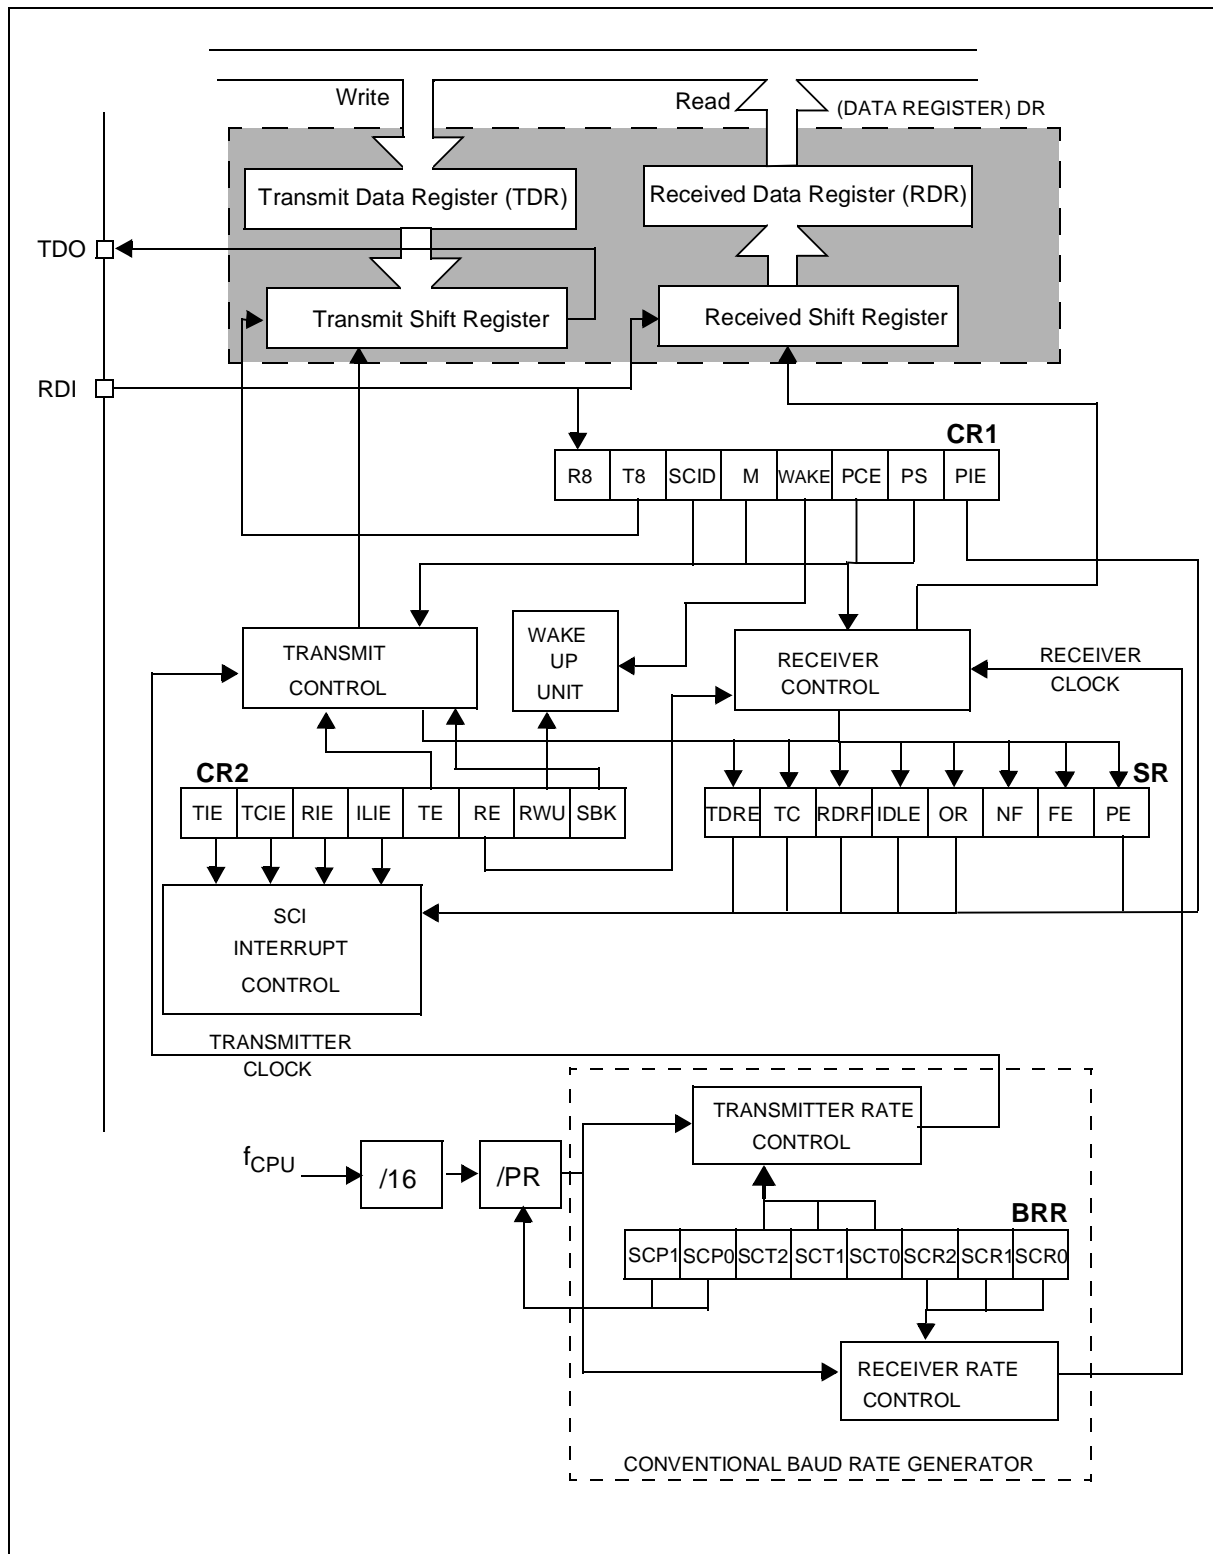 Write
Read
(DATA REGISTER) DR
Transmit Data Register (TDR)
Received Data Register (RDR)
TDO
Transmit Shift Register
Received Shift Register
RDI
CR1
R8 T8 SCID M WAKE PCE PS PIE
TRANSMIT
CONTROL
WAKE
UP
UNIT
RECEIVER
CONTROL
RECEIVER
CLOCK
CR2
SR
TIE TCIE RIE ILIE TE RE RWU SBK
TDRE TC RDRF IDLE OR NF FE PE
SCI
INTERRUPT
CONTROL
TRANSMITTER
CLOCK
TRANSMITTER RATE
CONTROL
fCPU
/16
/PR
BRR
SCP1 SCP0 SCT2 SCT1 SCT0 SCR2 SCR1 SCR0
RECEIVER RATE
CONTROL
CONVENTIONAL BAUD RATE GENERATOR